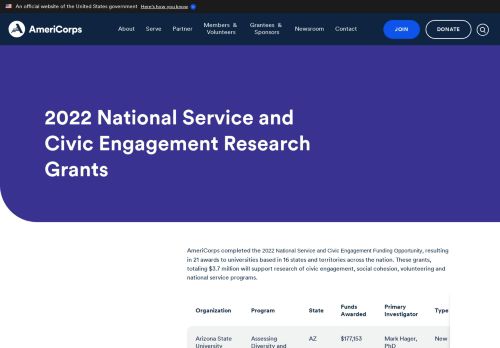 An official website of the United States government Here's how you know
AmeriCorps
About Serve Partner Members & Volunteers Grantees & Sponsors Newsroom Contact JOIN DONATE
2022 National Service and
Civic Engagement Research
Grants
AmeriCorps completed the 2022 National Service and Civic Engagement Funding Opportunity, resulting
in 21 awards to universities based in 16 states and territories across the nation. These grants,
totaling $3.7 million will support research of civic engagement, social cohesion, volunteering and
national service programs.
Organization Program State Funds Awarded Primary Investigator Type
Arizona State University Assessing Diversity and AZ $177,153 Mark Hager, PhD New